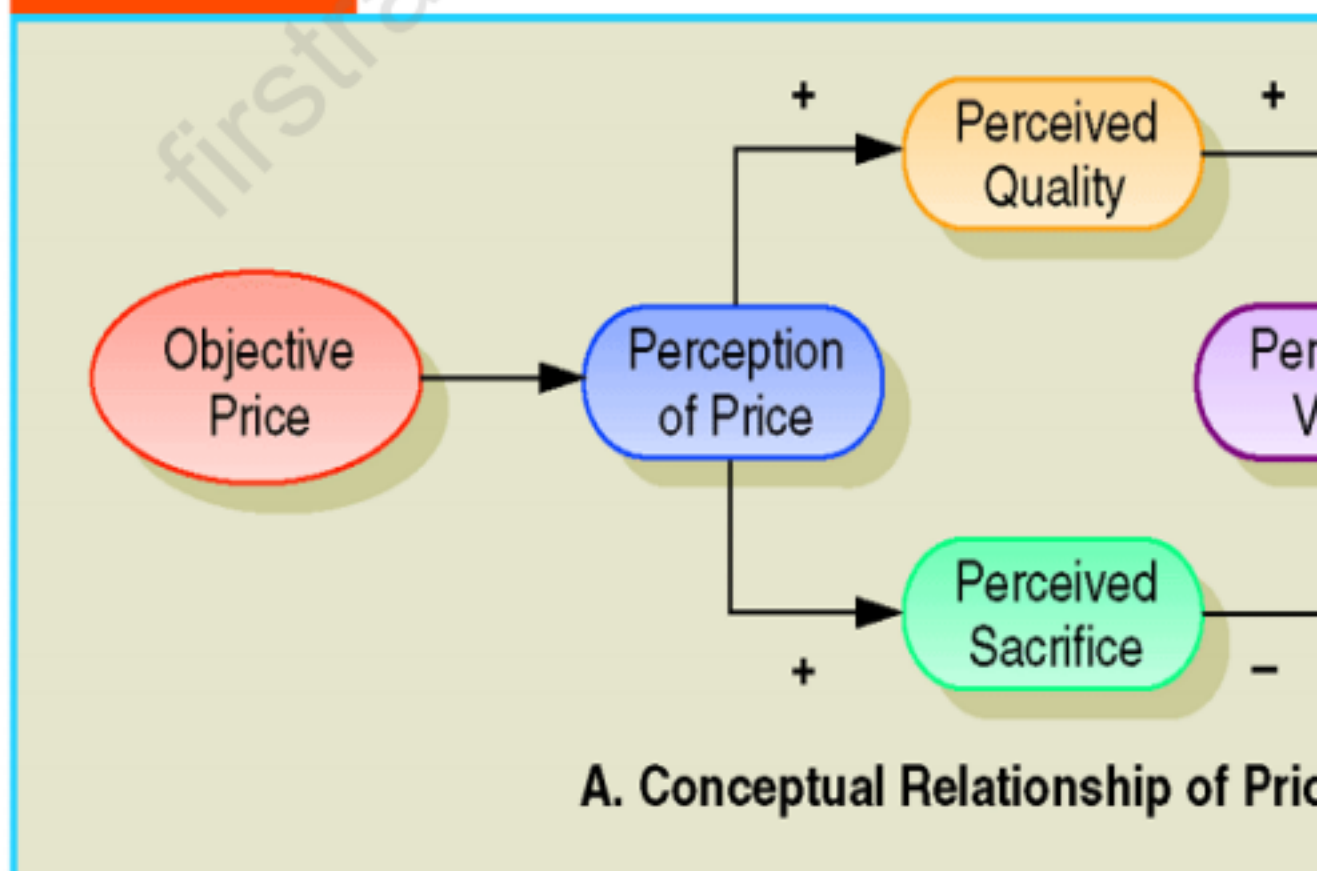 +
+
Perceived
Quality
Objective
Price
Perception
of Price
Perceived
Sacrifice
+
–
A. Conceptual Relationship of